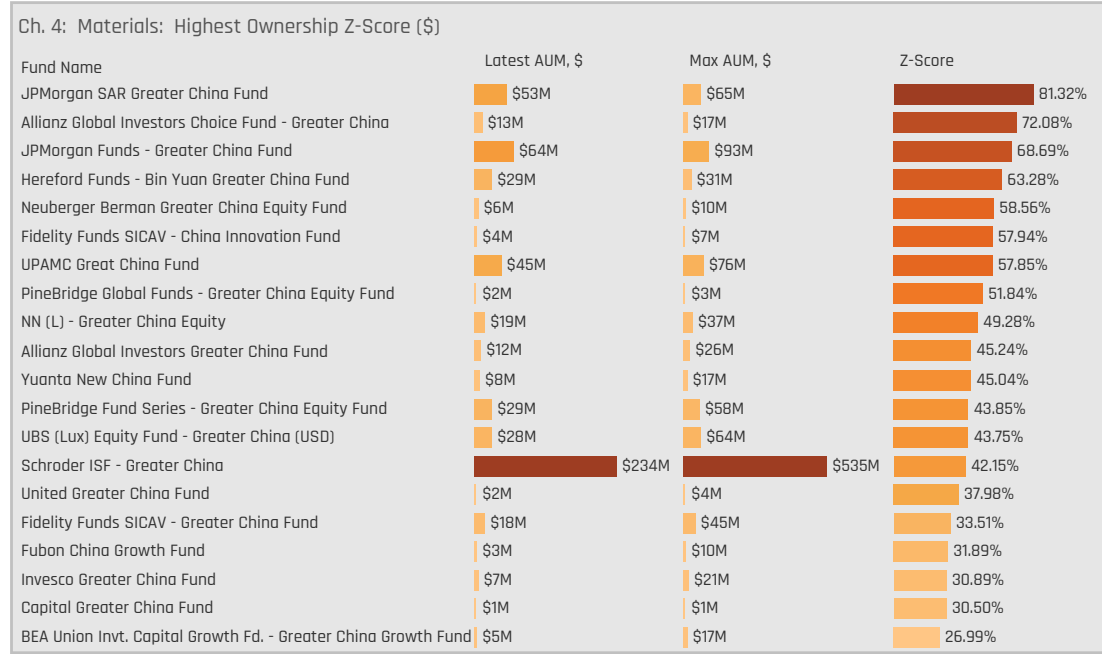 Ch. 4:  Materials:  Highest Ownership Z-Score ($)
Fund Name Latest AUM, $ Max AUM, $ Z-Score
JPMorgan SAR Greater China Fund $53M $65M 81.32%
Allianz Global Investors Choice Fund - Greater China $13M $17M 72.08%
JPMorgan Funds - Greater China Fund $64M $93M 68.69%
Hereford Funds - Bin Yuan Greater China Fund $29M $31M 63.28%
Neuberger Berman Greater China Equity Fund $6M $10M 58.56%
Fidelity Funds SICAV - China Innovation Fund $4M $7M 57.94%
UPAMC Great China Fund $45M $76M 57.85%
PineBridge Global Funds - Greater China Equity Fund $2M $3M 51.84%
NN (L) - Greater China Equity $19M $37M 49.28%
Allianz Global Investors Greater China Fund $12M $26M 45.24%
Yuanta New China Fund $8M $17M 45.04%
PineBridge Fund Series - Greater China Equity Fund $29M $58M 43.85%
UBS (Lux) Equity Fund - Greater China (USD) $28M $64M 43.75%
Schroder ISF - Greater China $234M $535M 42.15%
United Greater China Fund $2M $4M 37.98%
Fidelity Funds SICAV - Greater China Fund $18M $45M 33.51%
Fubon China Growth Fund $3M $10M 31.89%
Invesco Greater China Fund $7M $21M 30.89%
Capital Greater China Fund $1M $1M 30.50%
BEA Union Invt. Capital Growth Fd. - Greater China Growth Fund $5M $17M 26.99%